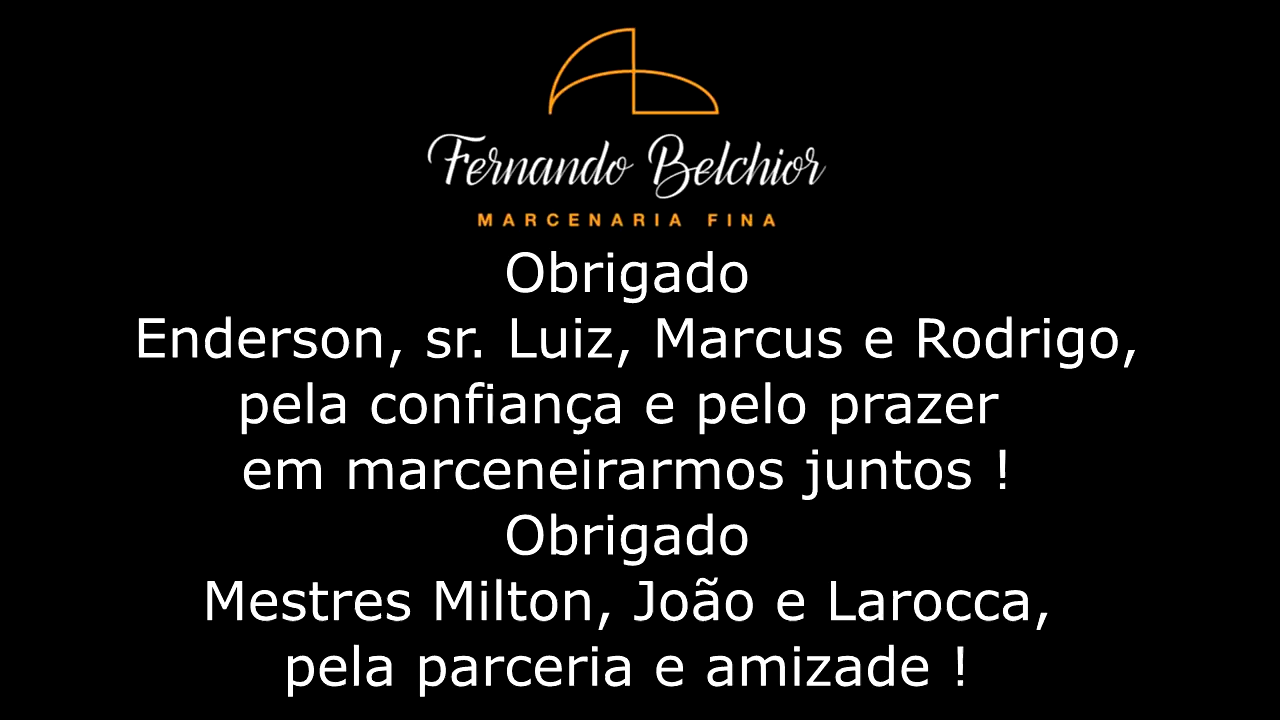 Fernando Belchior
MARCENARIA FINA
Obrigado
Enderson, sr. Luiz, Marcus e Rodrigo,
pela confiança e pelo prazer
em marceneirarmos juntos !
Obrigado
Mestres Milton, João e Larocca,
pela parceria e amizade !